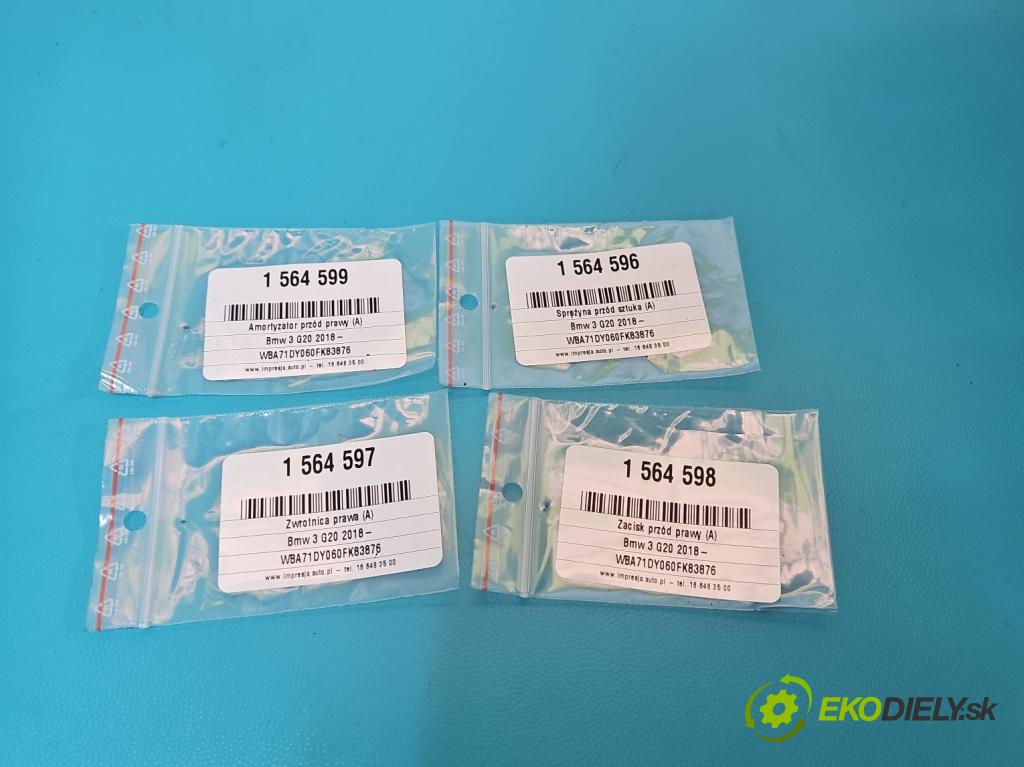 1 564 599
Amortyzator przód prawy (A)
Bmw 3 G20 2018–
WBA71DY060FK83876
www.impresja.auto.pl – tel. 16 648 35 00
1 564 596
Sprężyna przód sztuka (A)
Bmw 3 G20 2018–
WBA71DY060FK83876
www.impresja.auto.pl – tel. 16 648 35 00
1 564 597
Zwrotnica prawa (A)
Bmw 3 G20 2018–
WBA71DY060FK83876
www.impresja.auto.pl – tel. 16 648 35 00
1 564 598
Zacisk przód prawy (A)
Bmw 3 G20 2018–
WBA71DY060FK83876
www.impresja.auto.pl – tel. 16 648 35 00
EKODIELY.sk